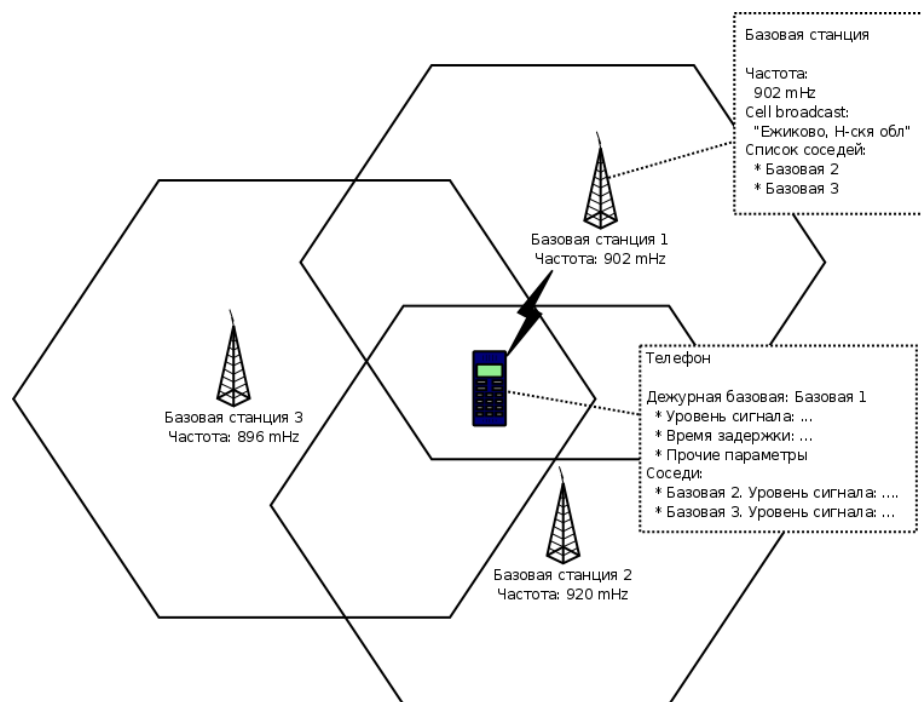 Базовая станция
Частота:
902 mHz
Cell broadcast:
"Ежиково, Н-скя обл"
Список соседей:
* Базовая 2
* Базовая 3
Базовая станция 1
Частота: 902 mHz
Базовая станция 3
Частота: 896 mHz
Телефон
Дежурная базовая: Базовая 1
* Уровень сигнала: ...
* Время задержки: ...
* Прочие параметры
Соседи:
* Базовая 2. Уровень сигнала: ....
* Базовая 3. Уровень сигнала: ...
Базовая станция 2
Частота: 920 mHz